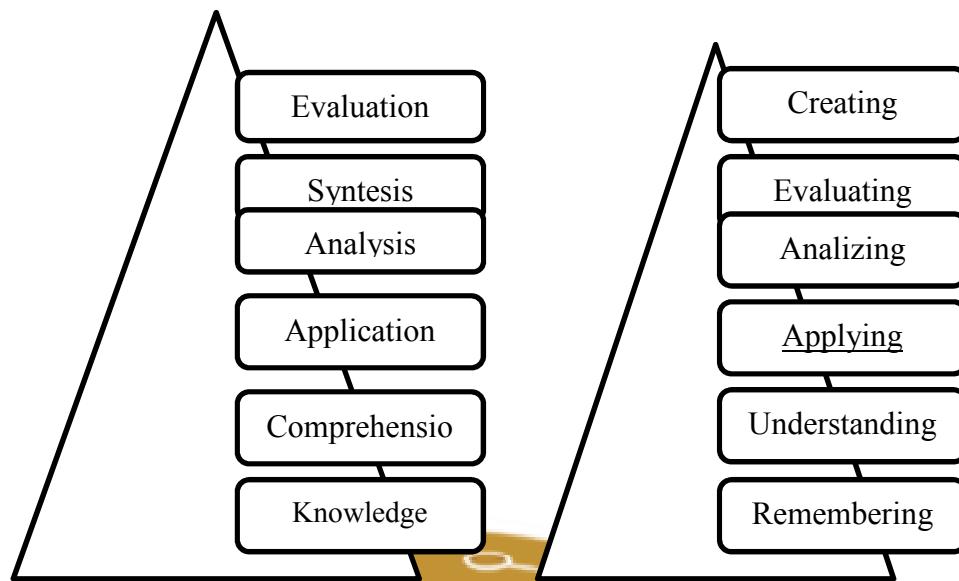 Evaluation
Syntesis
Analysis
Application
Comprehensio
Knowledge
Creating
Evaluating
Analizing
Applying
Understanding
Remembering